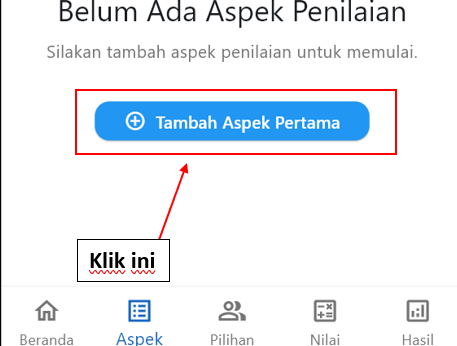 Belum Ada Aspek Penilaian
Silakan tambah aspek penilaian untuk memulai.
Tambah Aspek Pertama
Klik ini
Beranda Aspek Pilihan Nilai Hasil